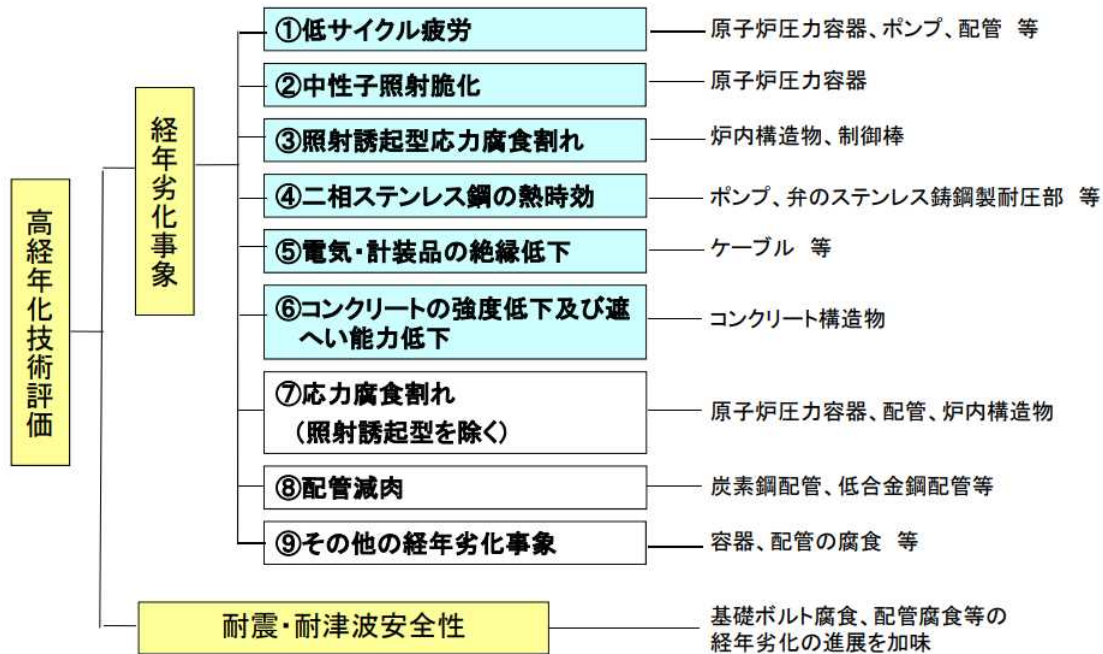 高経年化技術評価
経年劣化事象
①低サイクル疲労
原子炉圧力容器、ポンプ、配管 等
②中性子照射脆化
原子炉圧力容器
③照射誘起型応力腐食割れ
炉内構造物、制御棒
④二相ステンレス鋼の熱時効
ポンプ、弁のステンレス鋳鋼製耐圧部 等
⑤電気・計装品の絶縁低下
ケーブル 等
⑥コンクリートの強度低下及び遮
へい能力低下
コンクリート構造物
⑦応力腐食割れ
（照射誘起型を除く）
原子炉圧力容器、配管、炉内構造物
⑧配管減肉
炭素鋼配管、低合金鋼配管等
⑨その他の経年劣化事象
容器、配管の腐食 等
耐震・耐津波安全性
基礎ボルト腐食、配管腐食等の
経年劣化の進展を加味